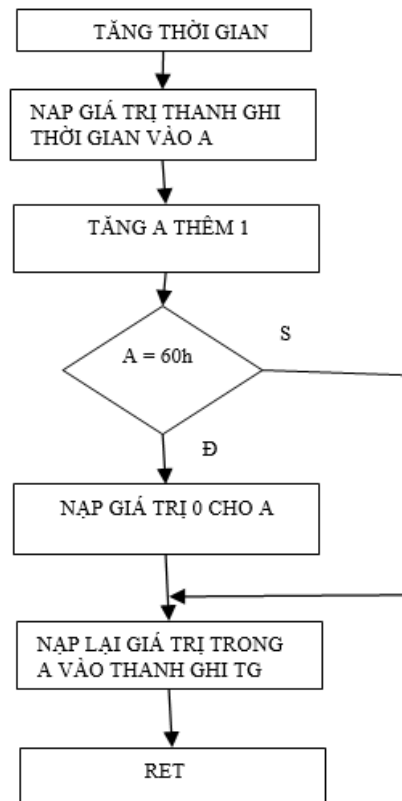 TĂNG THỜI GIAN
NAP GIÁ TRỊ THANH GHI
THỜI GIAN VÀO A
TĂNG A THÊM 1
S
A = 60h
Đ
NẠP GIÁ TRỊ 0 CHO A
NẠP LẠI GIÁ TRỊ TRONG
A VÀO THANH GHI TG
RET